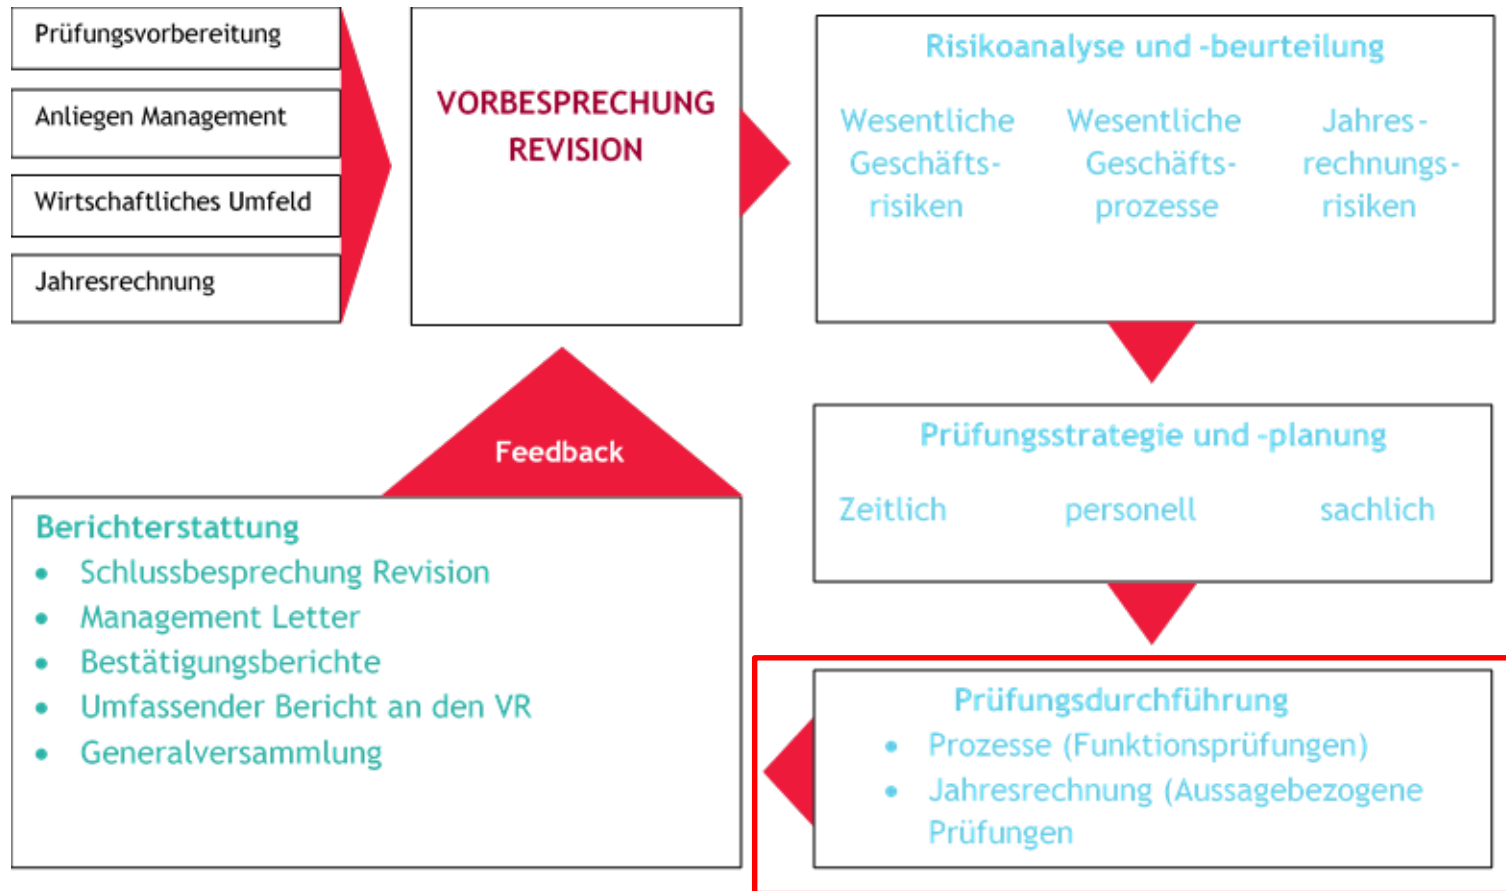 Prüfungsvorbereitung
Anliegen Management
Wirtschaftliches Umfeld
Jahresrechnung
VORBESPRECHUNG
REVISION
Risikoanalyse und -beurteilung
Wesentliche
Geschäfts-
risiken
Wesentliche
Geschäfts-
prozesse
Jahres-
rechnungs-
risiken
Prüfungsstrategie und -planung
Zeitlich personell sachlich
Prüfungsdurchführung
• Prozesse (Funktionsprüfungen)
• Jahresrechnung (Aussagebezogene
Prüfungen
Feedback
Berichterstattung
• Schlussbesprechung Revision
• Management Letter
• Bestätigungsberichte
• Umfassender Bericht an den VR
• Generalversammlung